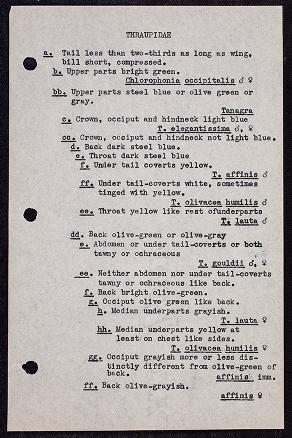 THRAUPIDAE
a. Tail less than two-thirds as long as wing,
bill short, compressed.
b. Upper parts bright green.
Chlorophonia occipitalis ♂ ♀
bb. Upper parts steel blue or olive green or
gray.
Tanagra
c. Crown, occiput and hindneck light blue
T. elegantissima ♂, ♀
cc. Crown, occiput and hindneck not light blue.
d. Back dark steel blue.
e. Throat dark steel blue
f. Under tail coverts yellow.
T. affinis ♂
ff. Under tail-coverts white, sometimes
tinged with yellow.
T. olivacea humilis ♂
ee. Throat yellow like rest ofunderparts
T. lauta ♂
dd. Back olive-green or olive-gray
e. Abdomen or under tail-coverts or both
tawny or ochraceous
T. gouldii ♂, ♀
ee. Neither abdomen nor under tail-coverts
tawny or ochraceous like back.
f. Back bright olive-green.
g. Occiput olive green like back.
h. Median underparts grayish.
T. lauta ♀
hh. Median underparts yellow at
least on chest like sides.
T. olivacea humilis ♀
gg. Occiput grayish more or less dis-
tinctly different from olive-green of
back.
affinis imm.
ff. Back olive-grayish.
affinis ♀